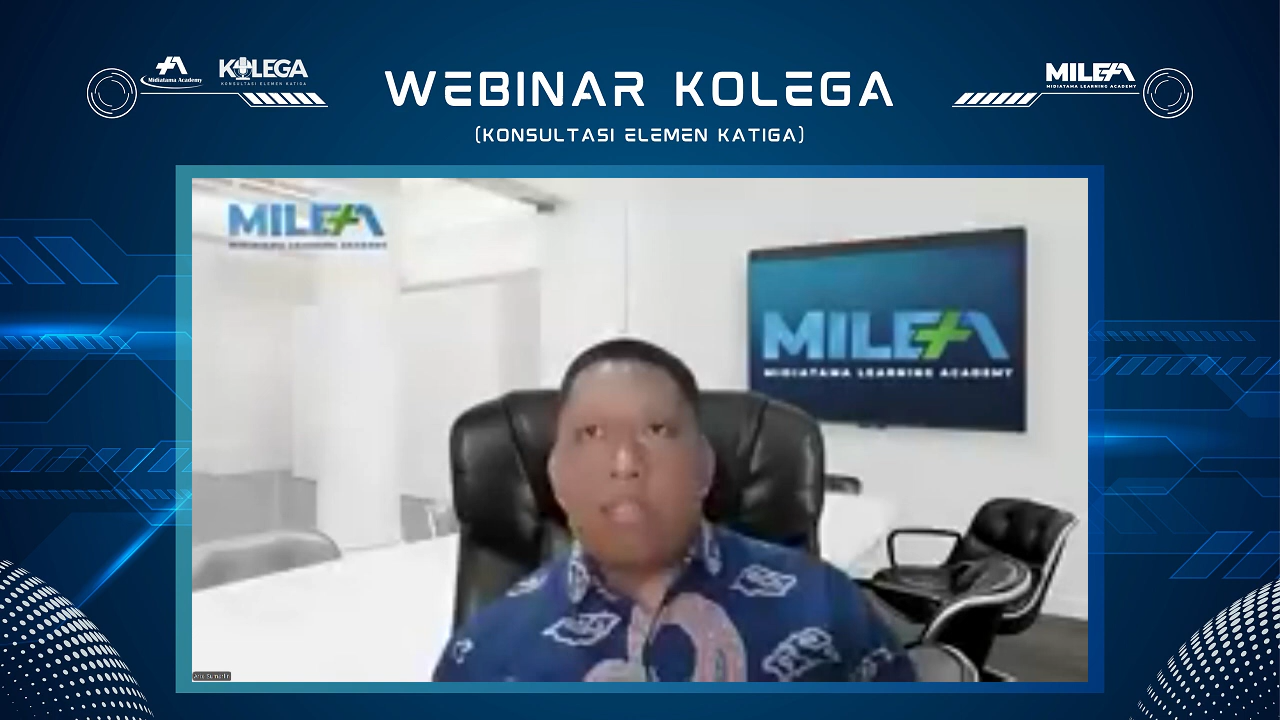 Midiatama Academy
KOLEGA
KONSULTASI ELEMEN KATIGA
WEBINAR KOLEGA
(KONSULTASI ELEMEN KATIGA)
MILEA
MIDIATAMA LEARNING ACADEMY
MILEA
MIDIATAMA LEARNING ACADEMY
MILEA
MIDIATAMA LEARNING ACADEMY